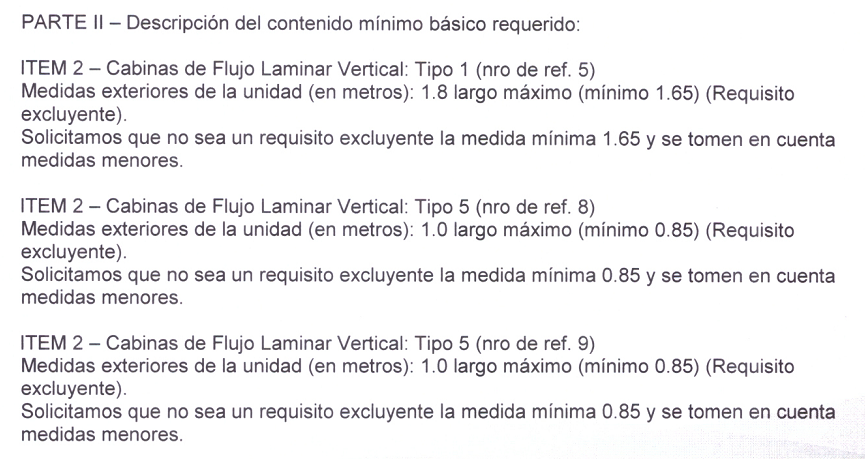 PARTE II – Descripción del contenido mínimo básico requerido:
ITEM 2 – Cabinas de Flujo Laminar Vertical: Tipo 1 (nro de ref. 5)
Medidas exteriores de la unidad (en metros): 1.8 largo máximo (mínimo 1.65) (Requisito
excluyente).
Solicitamos que no sea un requisito excluyente la medida mínima 1.65 y se tomen en cuenta
medidas menores.
ITEM 2 – Cabinas de Flujo Laminar Vertical: Tipo 5 (nro de ref. 8)
Medidas exteriores de la unidad (en metros): 1.0 largo máximo (mínimo 0.85) (Requisito
excluyente).
Solicitamos que no sea un requisito excluyente la medida mínima 0.85 y se tomen en cuenta
medidas menores.
ITEM 2 – Cabinas de Flujo Laminar Vertical: Tipo 5 (nro de ref. 9)
Medidas exteriores de la unidad (en metros): 1.0 largo máximo (mínimo 0.85) (Requisito
excluyente).
Solicitamos que no sea un requisito excluyente la medida mínima 0.85 y se tomen en cuenta
medidas menores.